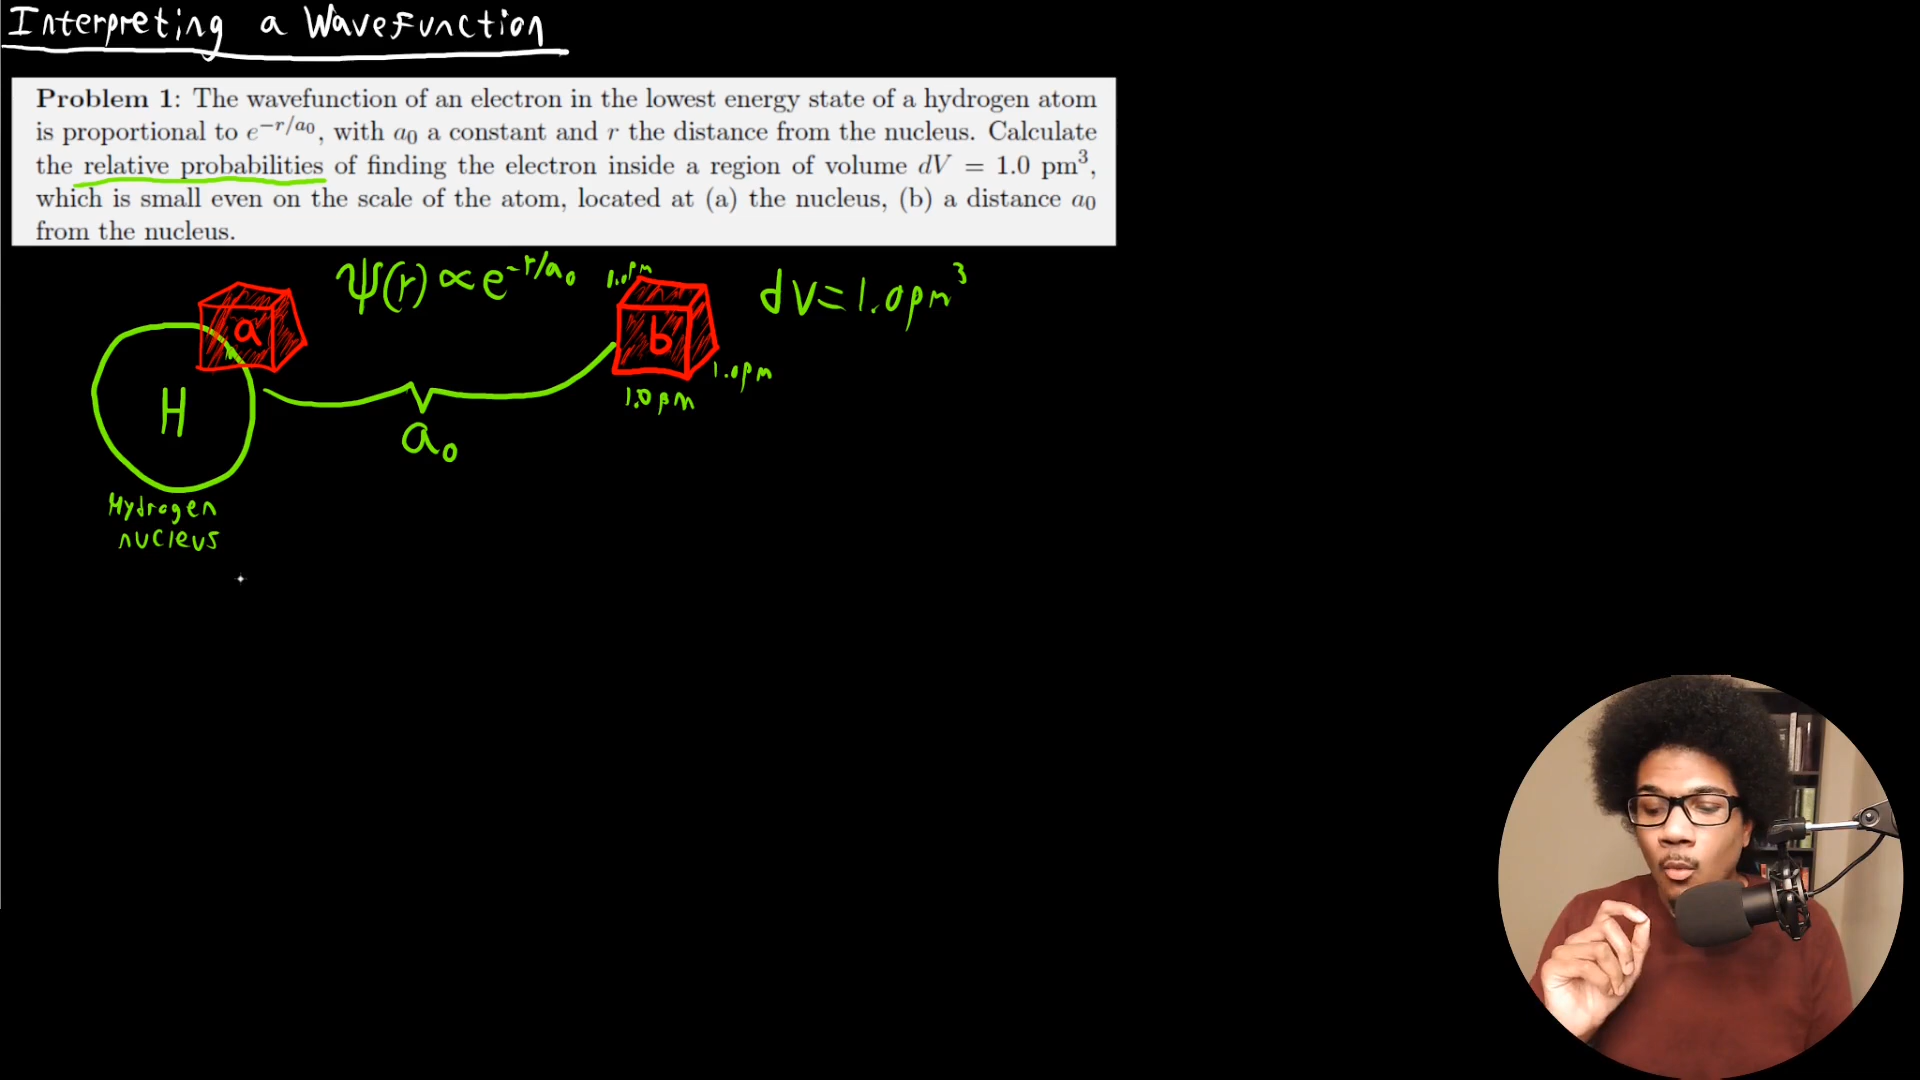 Interpreting a Wavefunction
Problem 1: The wavefunction of an electron in the lowest energy state of a hydrogen atom
is proportional to e^{-r/a_0}, with a_0 a constant and r the distance from the nucleus. Calculate
the relative probabilities of finding the electron inside a region of volume dV = 1.0 pm^3,
which is small even on the scale of the atom, located at (a) the nucleus, (b) a distance a_0
from the nucleus.
ψ(r) ∝ e^{-r/a_0}
1.0pm
dV=1.0pm^3
a
b
1.0pm
1.0pm
H
a_0
Hydrogen
nucleus